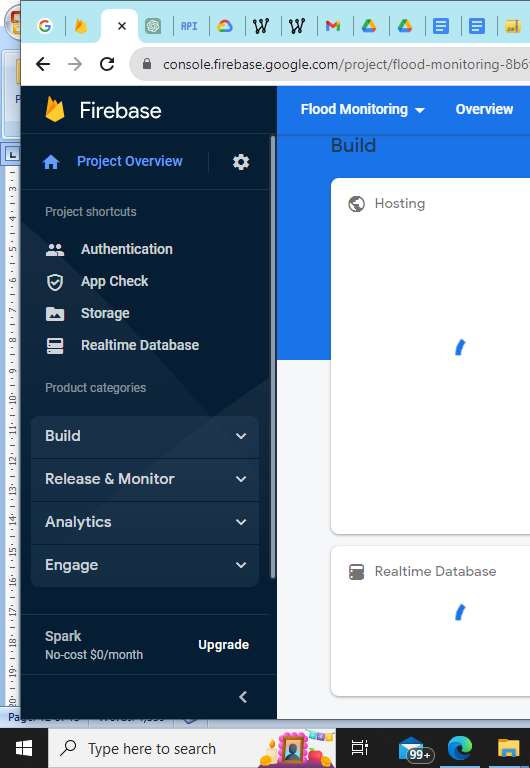 API
console.firebase.google.com/project/flood-monitoring-8b6
Firebase
Flood Monitoring
Overview
Project Overview
Build
Project shortcuts
Hosting
Authentication
App Check
Storage
Realtime Database
Product categories
Build
Release & Monitor
Analytics
Engage
Realtime Database
Spark
No-cost $0/month
Upgrade
Type here to search
99+